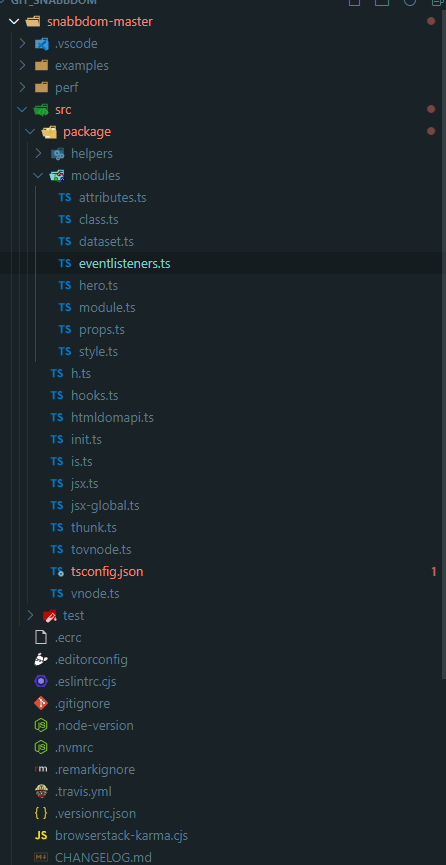 GIT_SNABBDOM
snabbdom-master
.vscode
examples
perf
src
package
helpers
modules
TS attributes.ts
TS class.ts
TS dataset.ts
TS eventlisteners.ts
TS hero.ts
TS module.ts
TS props.ts
TS style.ts
TS h.ts
TS hooks.ts
TS htmldomapi.ts
TS init.ts
TS is.ts
TS jsx.ts
TS jsx-global.ts
TS thunk.ts
TS tovnode.ts
TS tsconfig.json 1
TS vnode.ts
test
.ecrc
.editorconfig
.eslintrc.cjs
.gitignore
.node-version
.nvmrc
rm .remarkignore
.travis.yml
{ } .versionrc.json
JS browserstack-karma.cjs
CHANGELOG.md